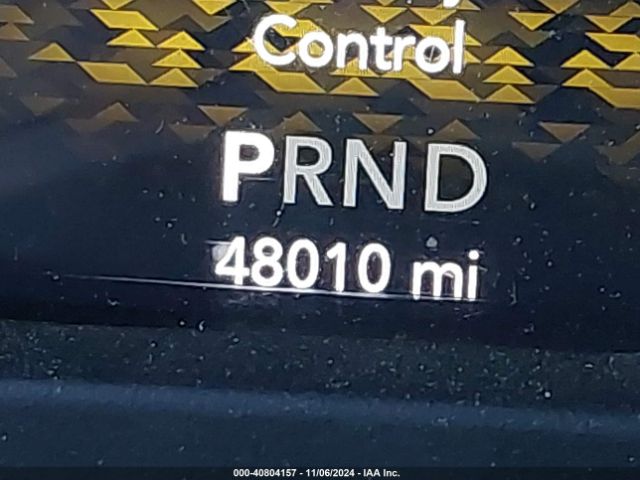 Control
PRND
48010 mi
000-40804157 - 11/06/2024 - IAA Inc.